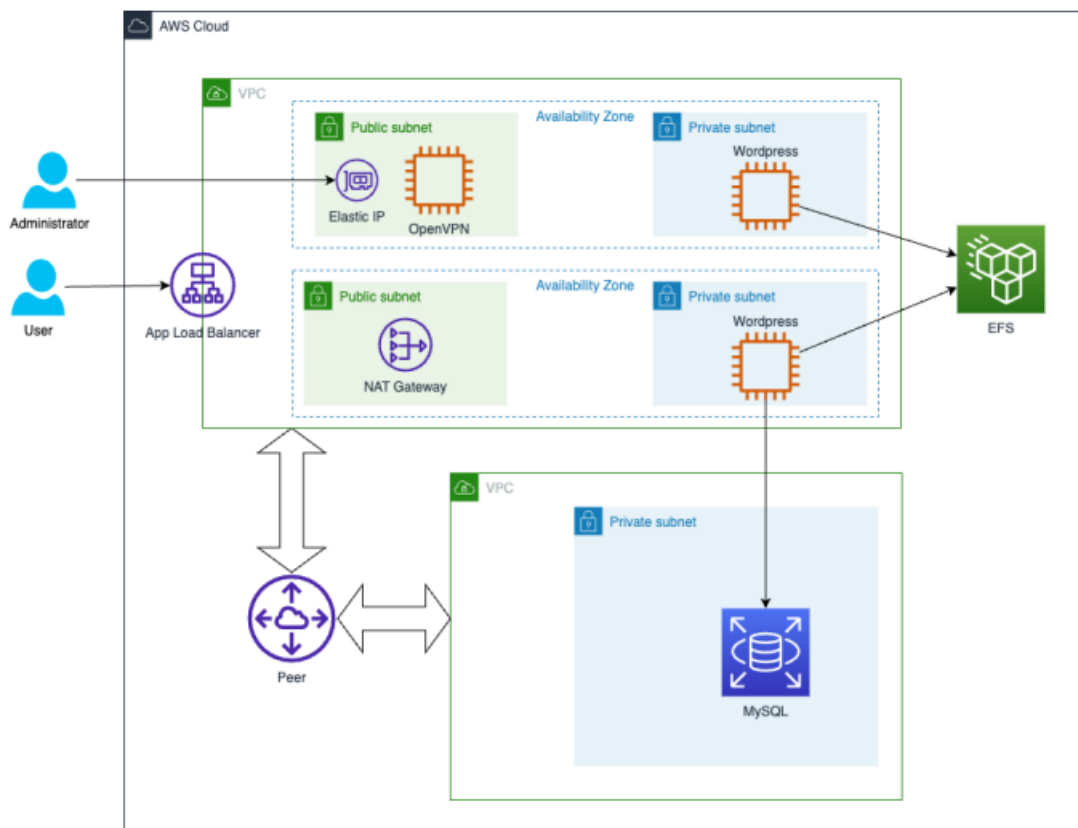 AWS Cloud
VPC
Availability Zone
Public subnet
Private subnet
Wordpress
Elastic IP
OpenVPN
Administrator
Availability Zone
Public subnet
Private subnet
Wordpress
User
App Load Balancer
NAT Gateway
EFS
VPC
Private subnet
Peer
MySQL